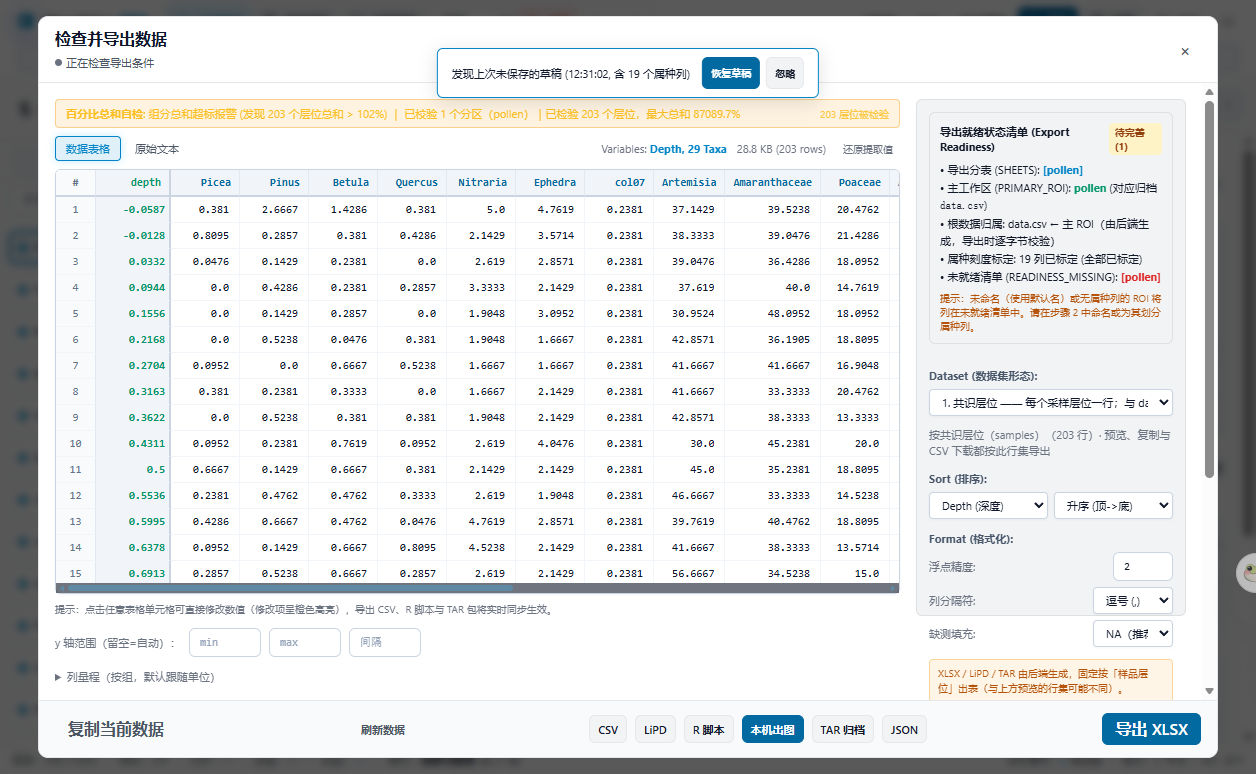 检查并导出数据
正在检查导出条件
×
发现上次未保存的草稿 (12:31:02, 含 19 个属种列)
恢复草稿
忽略
百分比总和自检: 组分总和超标报警 (发现 203 个层位总和 > 102%) | 已校验 1 个分区（pollen） | 已检验 203 个层位，最大总和 87089.7%
203 层位被检验
数据表格
原始文本
Variables: Depth, 29 Taxa
28.8 KB (203 rows)
还原提取值
# depth Picea Pinus Betula Quercus Nitraria Ephedra col07 Artemisia Amaranthaceae Poaceae
1 -0.0587 0.381 2.6667 1.4286 0.381 5.0 4.7619 0.2381 37.1429 39.5238 20.4762
2 -0.0128 0.8095 0.2857 0.381 0.4286 2.1429 3.5714 0.2381 38.3333 39.0476 21.4286
3 0.0332 0.0476 0.1429 0.2381 0.0 2.619 2.8571 0.2381 39.0476 36.4286 18.0952
4 0.0944 0.0 0.4286 0.2381 0.2857 3.3333 2.1429 0.2381 37.619 40.0 14.7619
5 0.1556 0.0 0.1429 0.2857 0.0 1.9048 3.0952 0.2381 30.9524 48.0952 18.0952
6 0.2168 0.0 0.5238 0.0476 0.381 1.9048 1.6667 0.2381 42.8571 36.1905 18.8095
7 0.2704 0.0952 0.0 0.6667 0.5238 1.6667 1.6667 0.2381 41.6667 41.6667 16.9048
8 0.3163 0.381 0.2381 0.3333 0.0 1.6667 2.1429 0.2381 41.6667 33.3333 20.4762
9 0.3622 0.0 0.5238 0.381 0.381 1.9048 2.1429 0.2381 42.8571 38.3333 13.3333
10 0.4311 0.0952 0.2381 0.7619 0.0952 2.619 4.0476 0.2381 30.0 45.2381 20.0
11 0.5 0.6667 0.1429 0.6667 0.381 2.1429 2.1429 0.2381 45.0 35.2381 18.8095
12 0.5536 0.2381 0.4762 0.4762 0.3333 2.619 1.9048 0.2381 46.6667 33.3333 14.5238
13 0.5995 0.4286 0.6667 0.4762 0.0476 4.7619 2.8571 0.2381 39.7619 40.4762 18.8095
14 0.6378 0.0952 0.1429 0.6667 0.8095 4.5238 2.1429 0.2381 41.6667 38.3333 13.5714
15 0.6913 0.2857 0.5238 0.6667 0.2857 2.619 2.1429 0.2381 56.6667 34.5238 15.0
提示：点击任意表格单元格可直接修改数值（修改项呈橙色高亮），导出 CSV、R 脚本与 TAR 包将实时同步生效。
y 轴范围（留空=自动）：
min
max
间隔
▶ 列量程（按组，默认跟随单位）
导出就绪状态清单 (Export
Readiness)
待完善
(1)
• 导出分表 (SHEETS): [pollen]
• 主工作区 (PRIMARY_ROI): pollen (对应归档
data.csv)
• 根数据归属: data.csv ← 主 ROI（由后端生
成，导出时逐字节校验）
• 属种刻度标定: 19 列已标定 (全部已标定)
• 未就绪清单 (READINESS_MISSING): [pollen]
提示：未命名（使用默认名）或无属种列的 ROI 将
列在未就绪清单中。请在步骤 2 中命名或为其划分
属种列。
Dataset (数据集形态):
1. 共识层位 —— 每个采样层位一行；与 da
按共识层位（samples）（203 行）· 预览、复制与
CSV 下载都按此行集导出
Sort (排序):
Depth (深度)
升序 (顶->底)
Format (格式化):
浮点精度:
2
列分隔符:
逗号 (,)
缺测填充:
NA（推荐
XLSX / LiPD / TAR 由后端生成，固定按「样品层
位」出表（与上方预览的行集可能不同）。
复制当前数据
刷新数据
CSV
LiPD
R 脚本
本机出图
TAR 归档
JSON
导出 XLSX